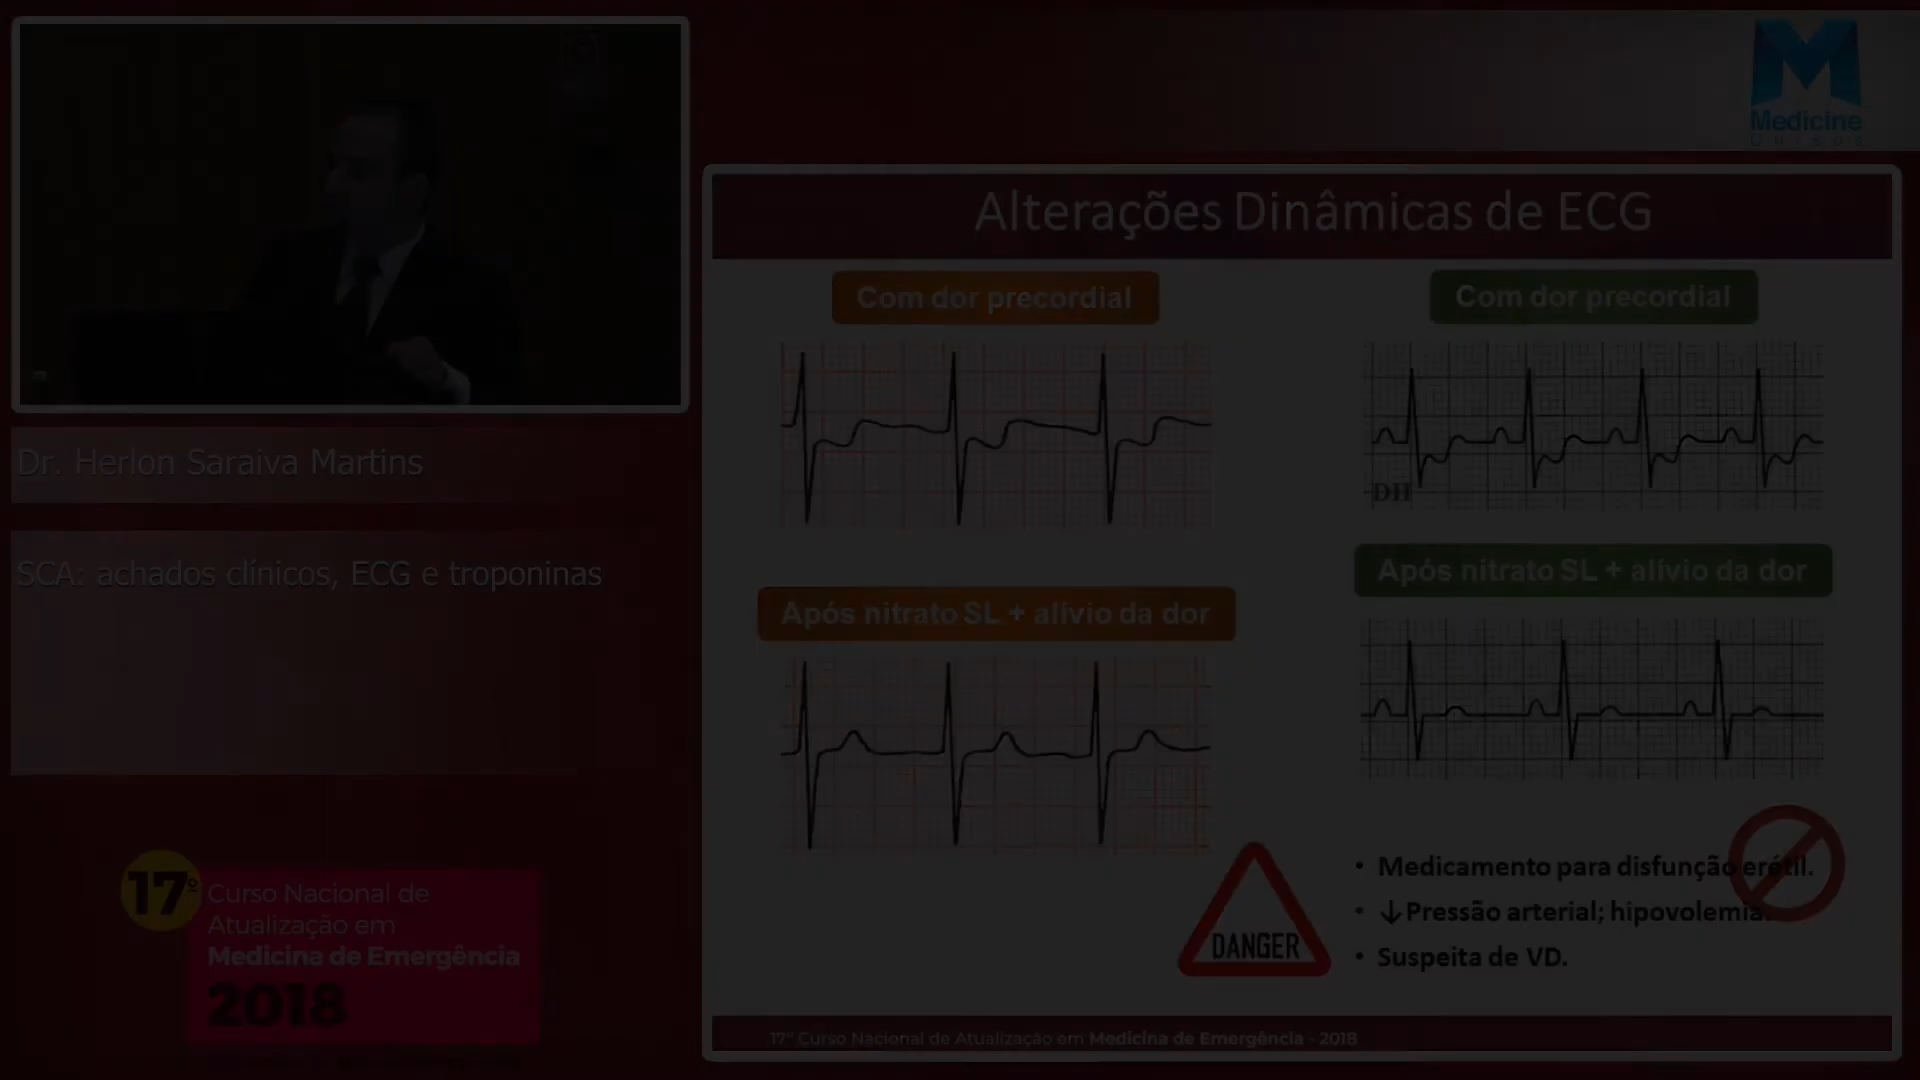 Medicine
Alterações Dinâmicas de ECG
Com dor precordial
Com dor precordial
DII
Após nitrato SL + alívio da dor
Após nitrato SL + alívio da dor
Dr. Herlon Saraiva Martins
SCA: achados clínicos, ECG e troponinas
17º
Curso Nacional de
Atualização em
Medicina de Emergência
2018
DANGER
• Medicamento para disfunção erétil.
• ↓Pressão arterial; hipovolemia.
• Suspeita de VD.
17º Curso Nacional de Atualização em Medicina de Emergência - 2018